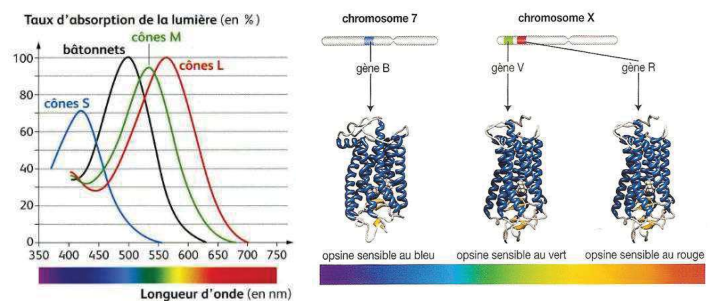 Taux d'absorption de la lumière (en %)
cônes M
bâtonnets
cônes L
cônes S
100
80
60
40
20
0
350 400 450 500 550 600 650 700 750
Longueur d'onde (en nm)
chromosome 7
chromosome X
gène B
gène V
gène R
opsine sensible au bleu
opsine sensible au vert
opsine sensible au rouge